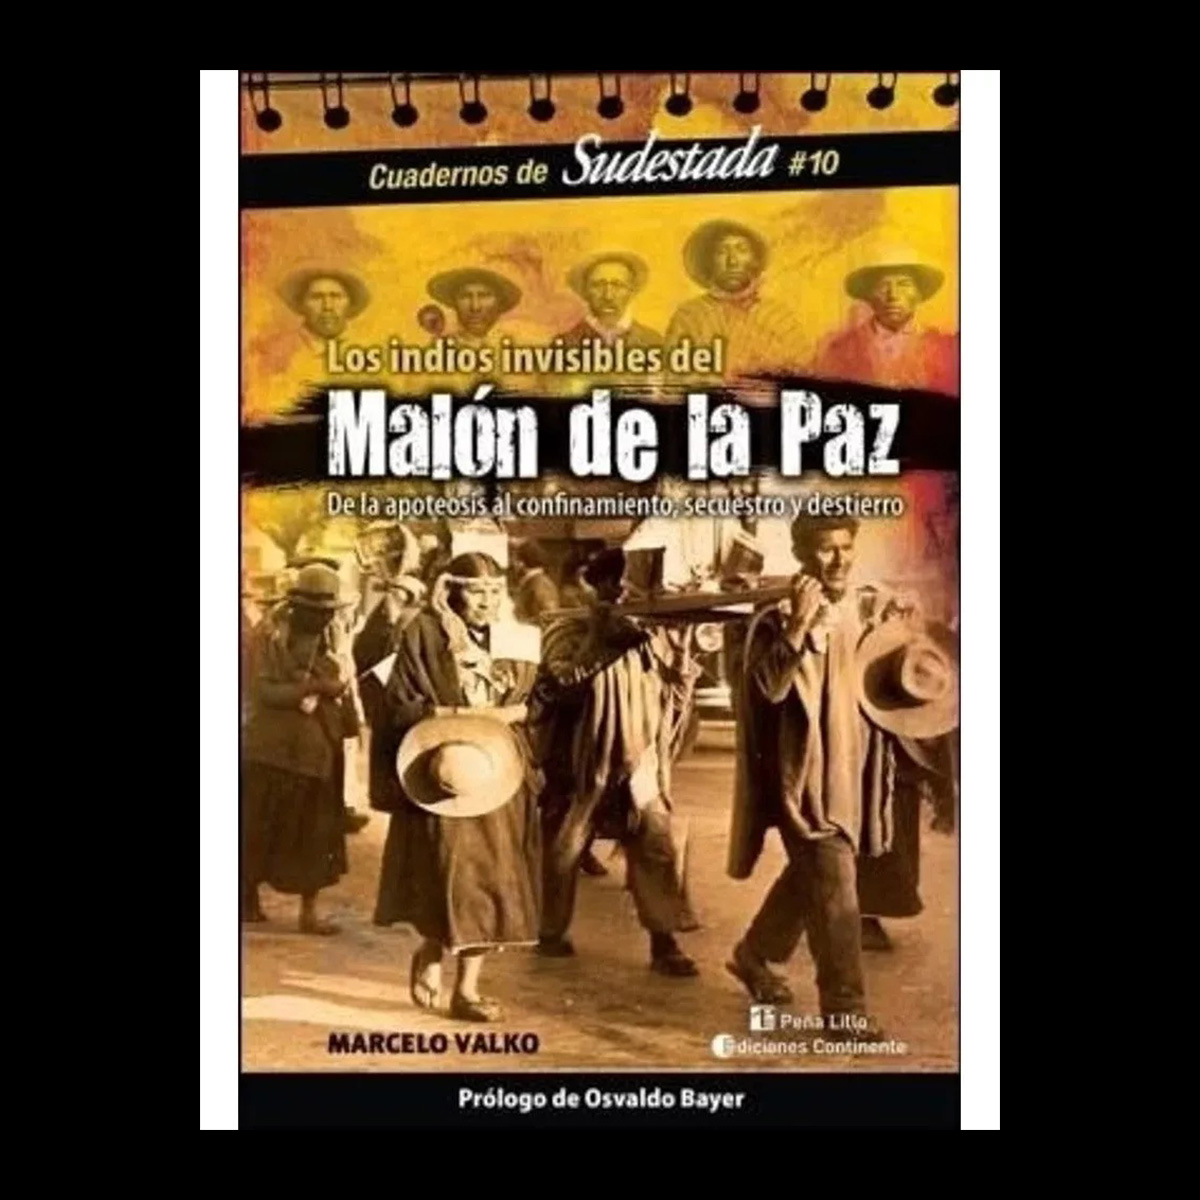 Cuadernos de Sudestada #10
Los indios invisibles del
Malón de la Paz
De la apoteosis al confinamiento, secuestro y destierro
MARCELO VALKO
Peña Lillo
Ediciones Continente
Prólogo de Osvaldo Bayer